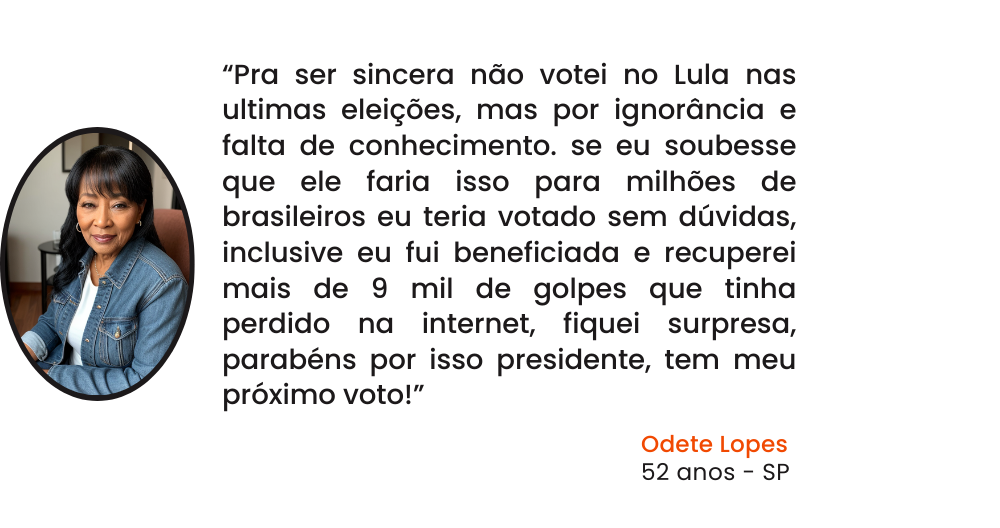 “Pra ser sincera não votei no Lula nas
ultimas eleições, mas por ignorância e
falta de conhecimento. se eu soubesse
que ele faria isso para milhões de
brasileiros eu teria votado sem dúvidas,
inclusive eu fui beneficiada e recuperei
mais de 9 mil de golpes que tinha
perdido na internet, fiquei surpresa,
parabéns por isso presidente, tem meu
próximo voto!”
Odete Lopes
52 anos - SP